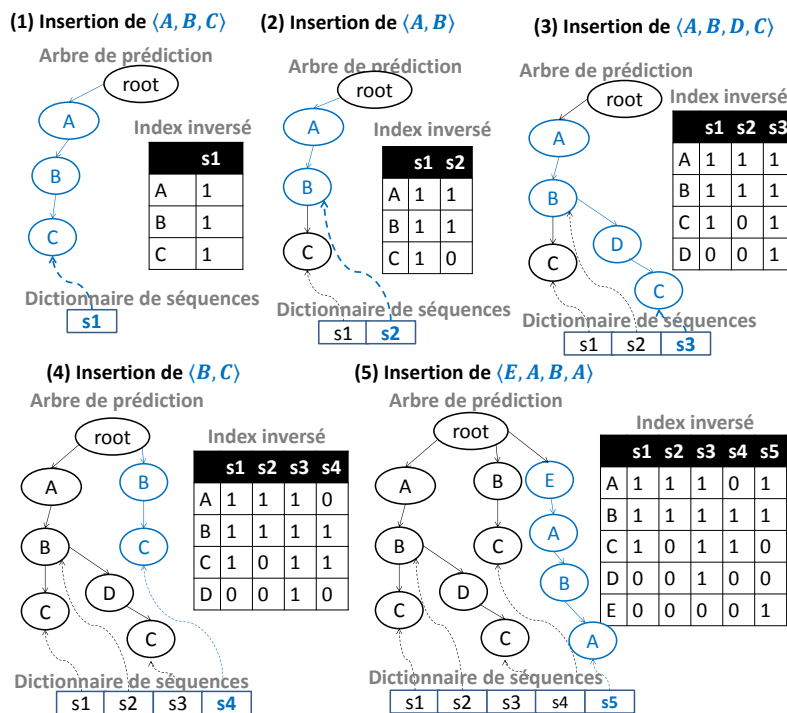 (1) Insertion de ⟨A, B, C⟩
Arbre de prédiction
root
A
B
C
Index inversé
s1
A 1
B 1
C 1
Dictionnaire de séquences
s1
(2) Insertion de ⟨A, B⟩
Arbre de prédiction
root
A
B
C
Index inversé
s1 s2
A 1 1
B 1 1
C 1 0
Dictionnaire de séquences
s1 s2
(3) Insertion de ⟨A, B, D, C⟩
Arbre de prédiction
root
A
B
D
C
C
Index inversé
s1 s2 s3
A 1 1 1
B 1 1 1
C 1 0 1
D 0 0 1
Dictionnaire de séquences
s1 s2 s3
(4) Insertion de ⟨B, C⟩
Arbre de prédiction
root
A B
B C
D
C
C
Index inversé
s1 s2 s3 s4
A 1 1 1 0
B 1 1 1 1
C 1 0 1 1
D 0 0 1 0
Dictionnaire de séquences
s1 s2 s3 s4
(5) Insertion de ⟨E, A, B, A⟩
Arbre de prédiction
root
A B E
B C A
D B
C
C A
Index inversé
s1 s2 s3 s4 s5
A 1 1 1 0 1
B 1 1 1 1 1
C 1 0 1 1 0
D 0 0 1 0 0
E 0 0 0 0 1
Dictionnaire de séquences
s1 s2 s3 s4 s5